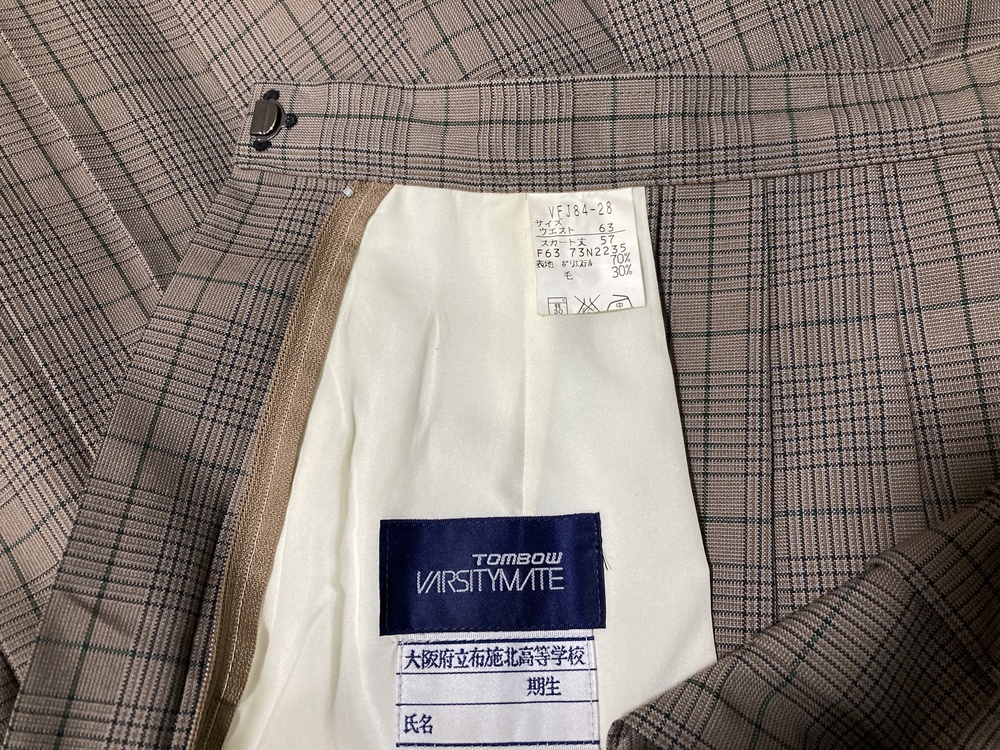 VFJ84-28
サイズ
ウエスト 63
スカート丈 57
F63 73N2235
表地 ポリエステル 70%
毛 30%
中
TOMBOW
VARSITYMATE
大阪府立布施北高等学校
期生
氏名